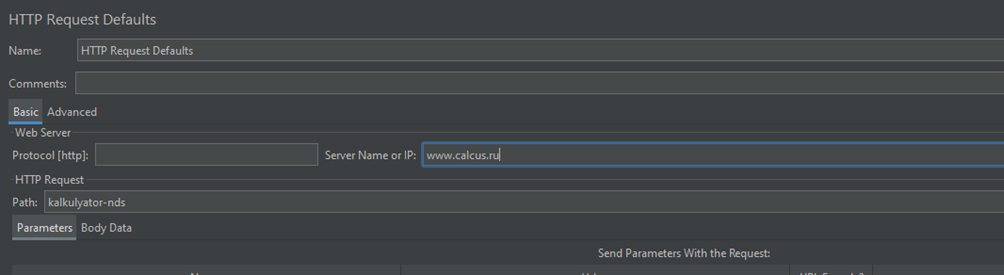 HTTP Request Defaults
Name: HTTP Request Defaults
Comments:
Basic Advanced
Web Server
Protocol [http]: Server Name or IP: www.calcus.ru
HTTP Request
Path: kalkulyator-nds
Parameters Body Data
Send Parameters With the Request: